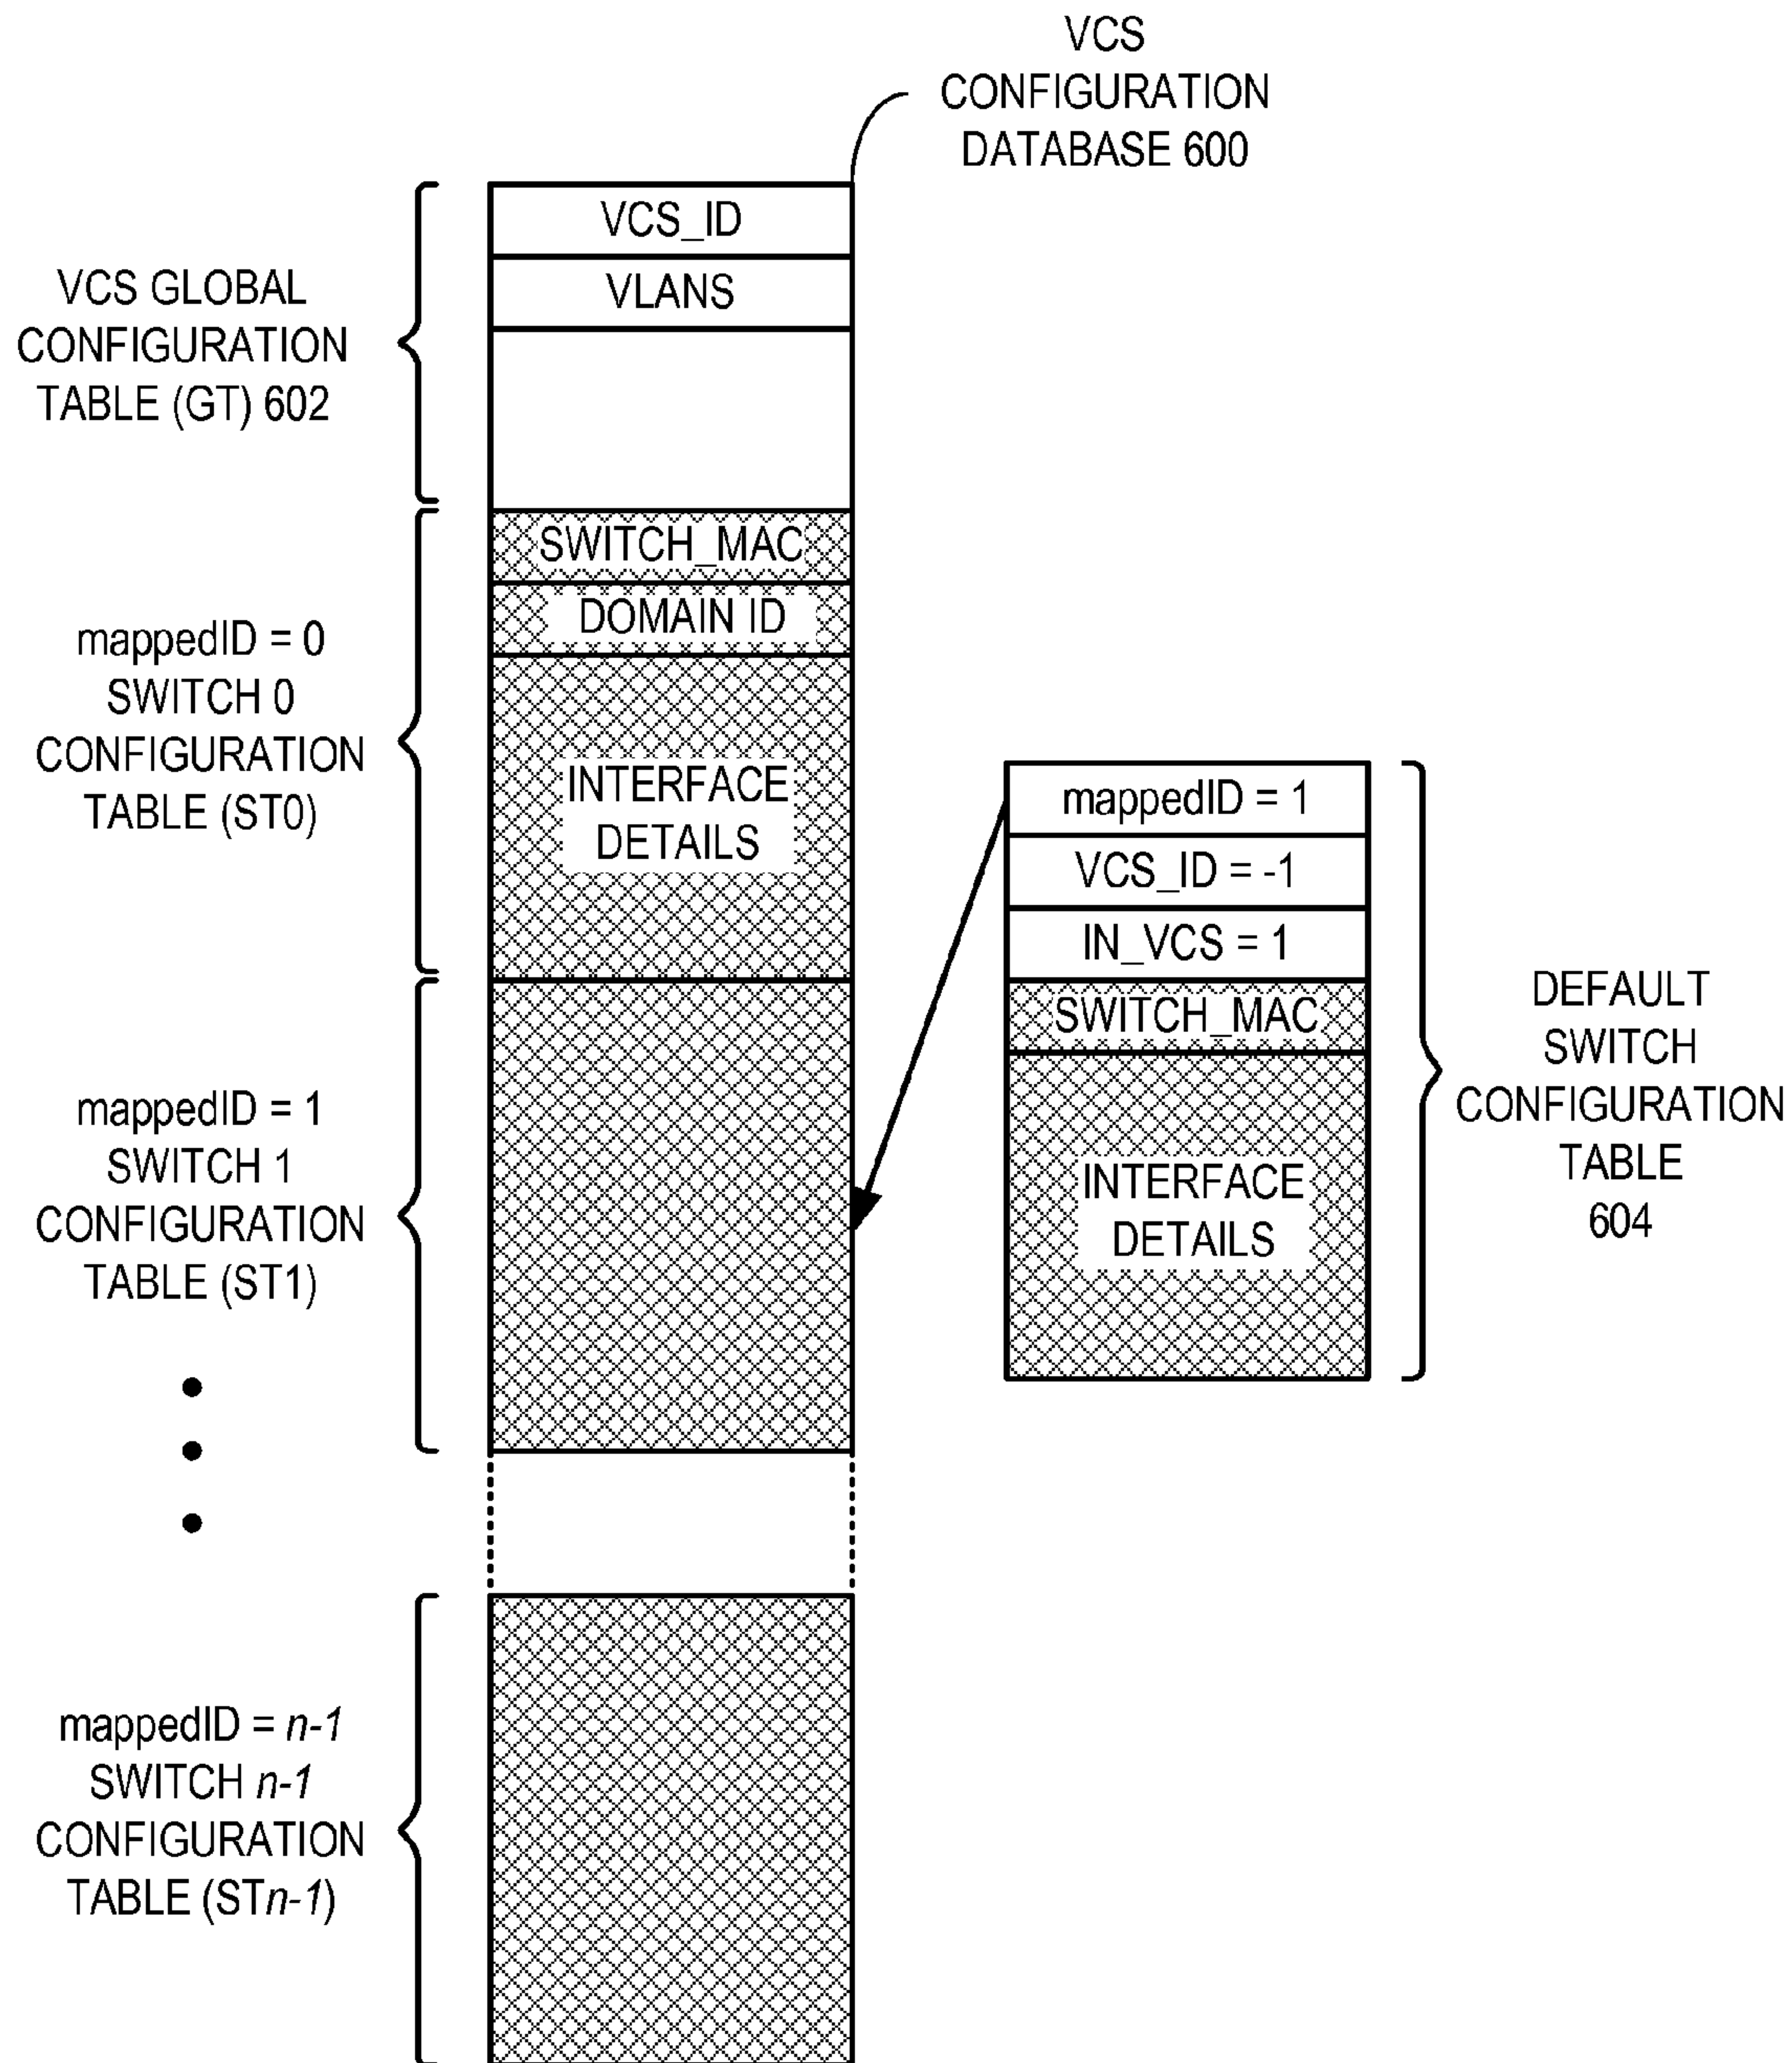 VCS
CONFIGURATION
DATABASE 600
VCS GLOBAL
CONFIGURATION
TABLE (GT) 602
VCS_ID
VLANS
mappedID = 0
SWITCH 0
CONFIGURATION
TABLE (ST0)
SWITCH_MAC
DOMAIN ID
INTERFACE
DETAILS
mappedID = 1
SWITCH 1
CONFIGURATION
TABLE (ST1)
mappedID = 1
VCS_ID = -1
IN_VCS = 1
SWITCH_MAC
INTERFACE
DETAILS
DEFAULT
SWITCH
CONFIGURATION
TABLE
604
mappedID = n-1
SWITCH n-1
CONFIGURATION
TABLE (STn-1)